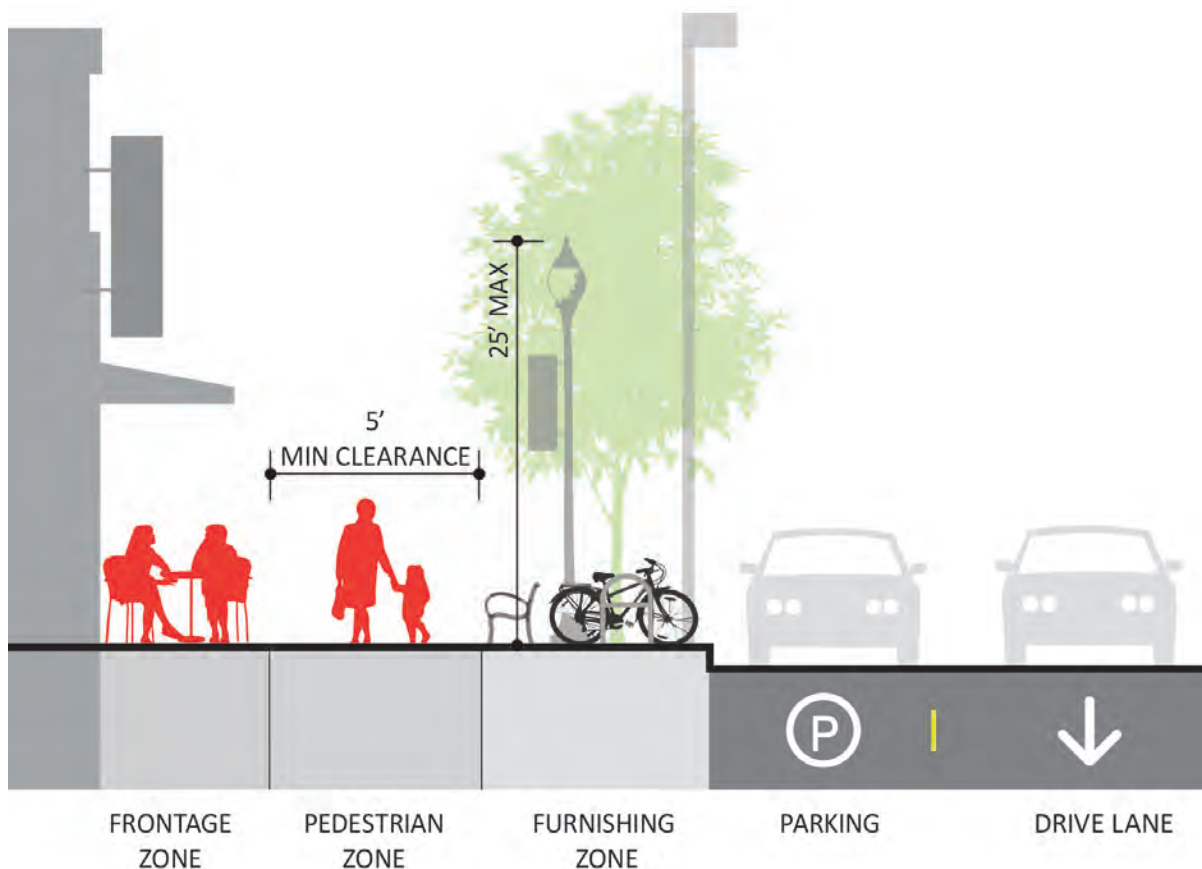 25' MAX
5'
MIN CLEARANCE
P
FRONTAGE
ZONE
PEDESTRIAN
ZONE
FURNISHING
ZONE
PARKING
DRIVE LANE